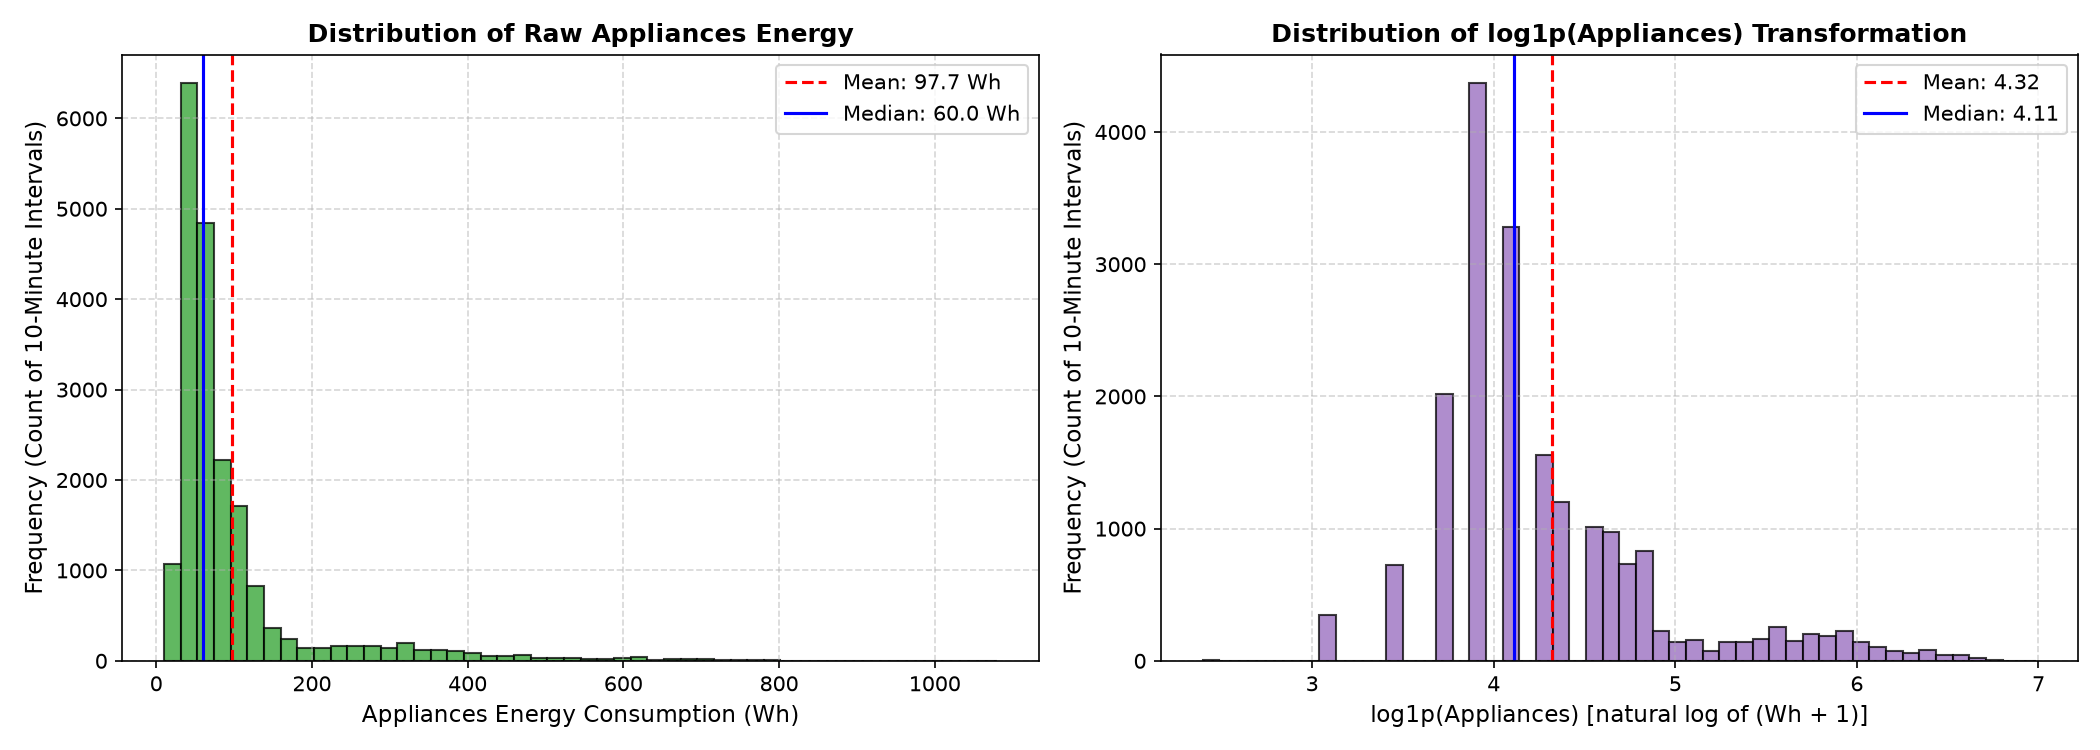 Distribution of Raw Appliances Energy
Mean: 97.7 Wh
Median: 60.0 Wh
Frequency (Count of 10-Minute Intervals)
6000
5000
4000
3000
2000
1000
0
0 200 400 600 800 1000
Appliances Energy Consumption (Wh)
Distribution of log1p(Appliances) Transformation
Mean: 4.32
Median: 4.11
Frequency (Count of 10-Minute Intervals)
4000
3000
2000
1000
0
3 4 5 6 7
log1p(Appliances) [natural log of (Wh + 1)]